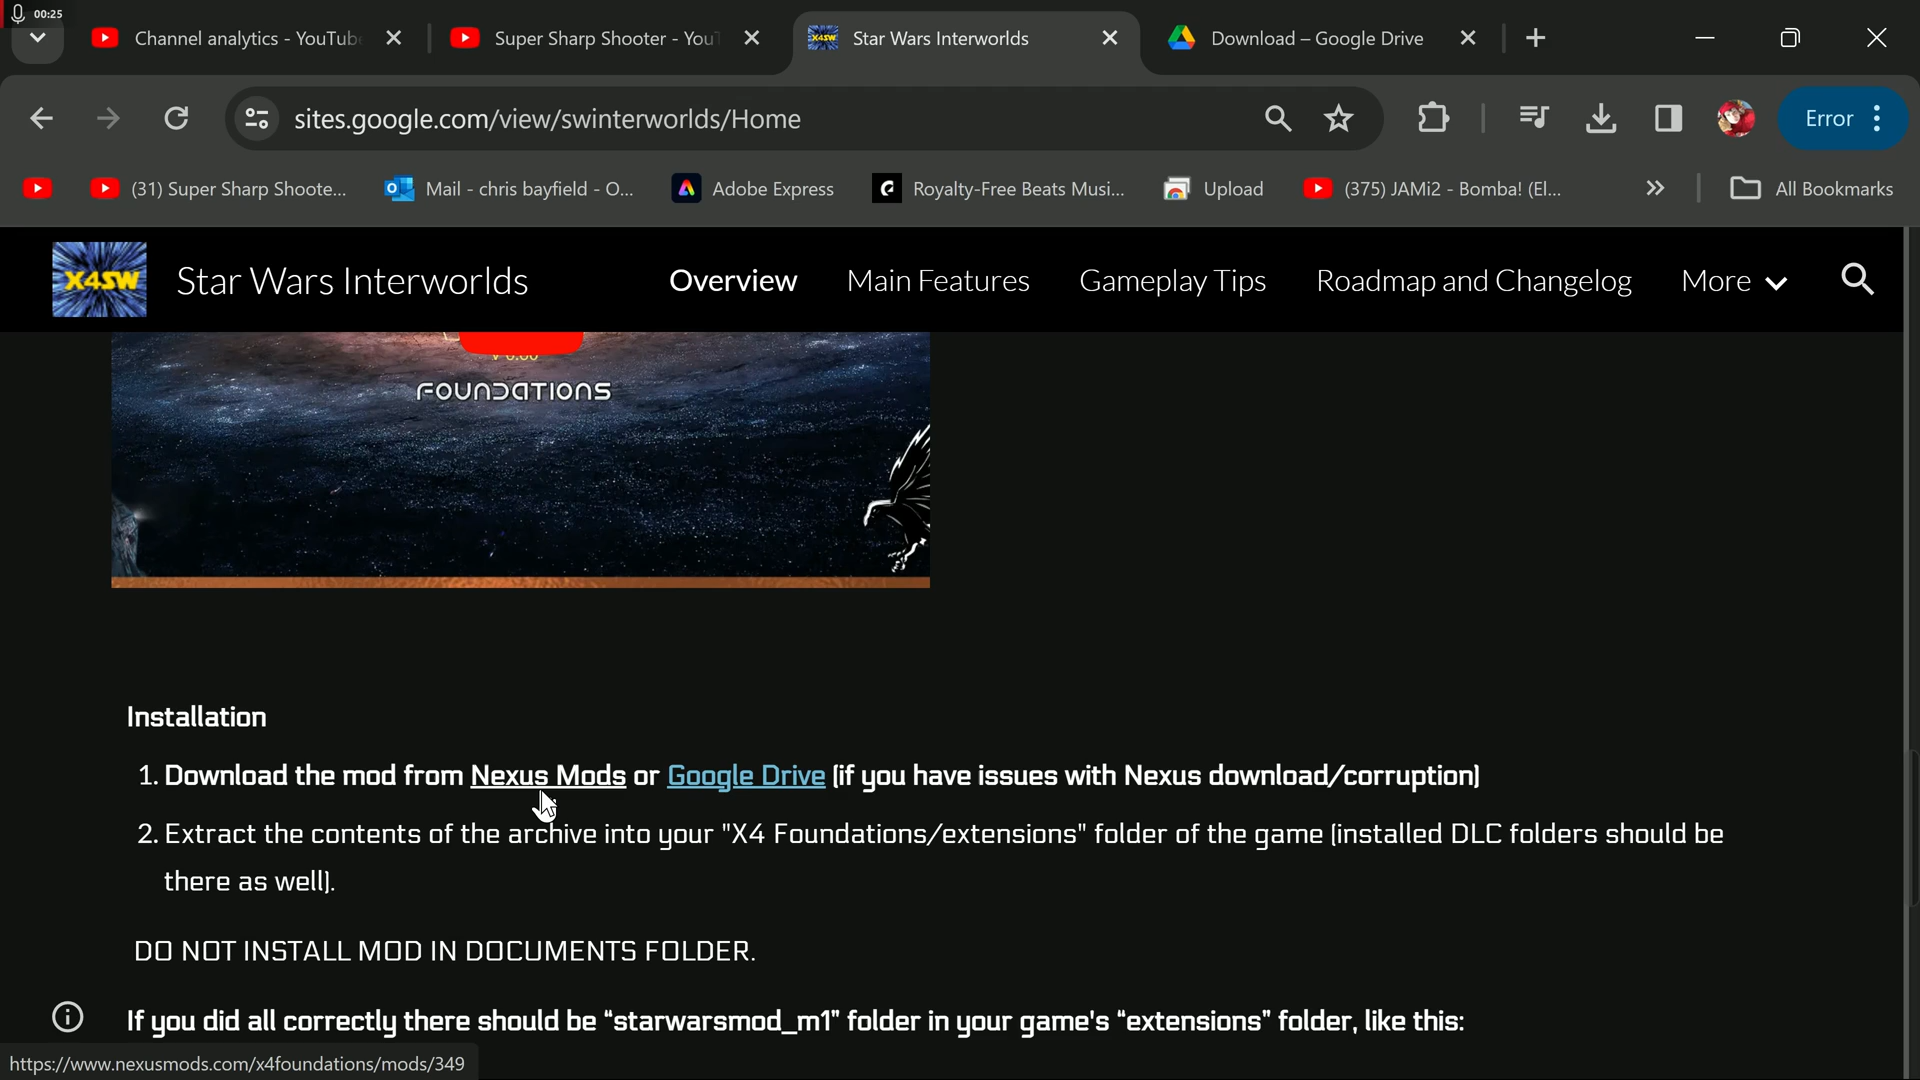 00:25
Channel analytics - YouTub
Super Sharp Shooter - YouT
Star Wars Interworlds
Download – Google Drive
sites.google.com/view/swinterworlds/Home
Error
(31) Super Sharp Shoote...
Mail - chris bayfield - O...
Adobe Express
Royalty-Free Beats Musi...
Upload
(375) JAMi2 - Bomba! (El...
All Bookmarks
X4SW
Star Wars Interworlds
Overview
Main Features
Gameplay Tips
Roadmap and Changelog
More
FOUNDATIONS
Installation
1. Download the mod from Nexus Mods or Google Drive (if you have issues with Nexus download/corruption)
2. Extract the contents of the archive into your "X4 Foundations/extensions" folder of the game (installed DLC folders should be
there as well).
DO NOT INSTALL MOD IN DOCUMENTS FOLDER.
If you did all correctly there should be “starwarsmod_m1” folder in your game's “extensions” folder, like this:
https://www.nexusmods.com/x4foundations/mods/349